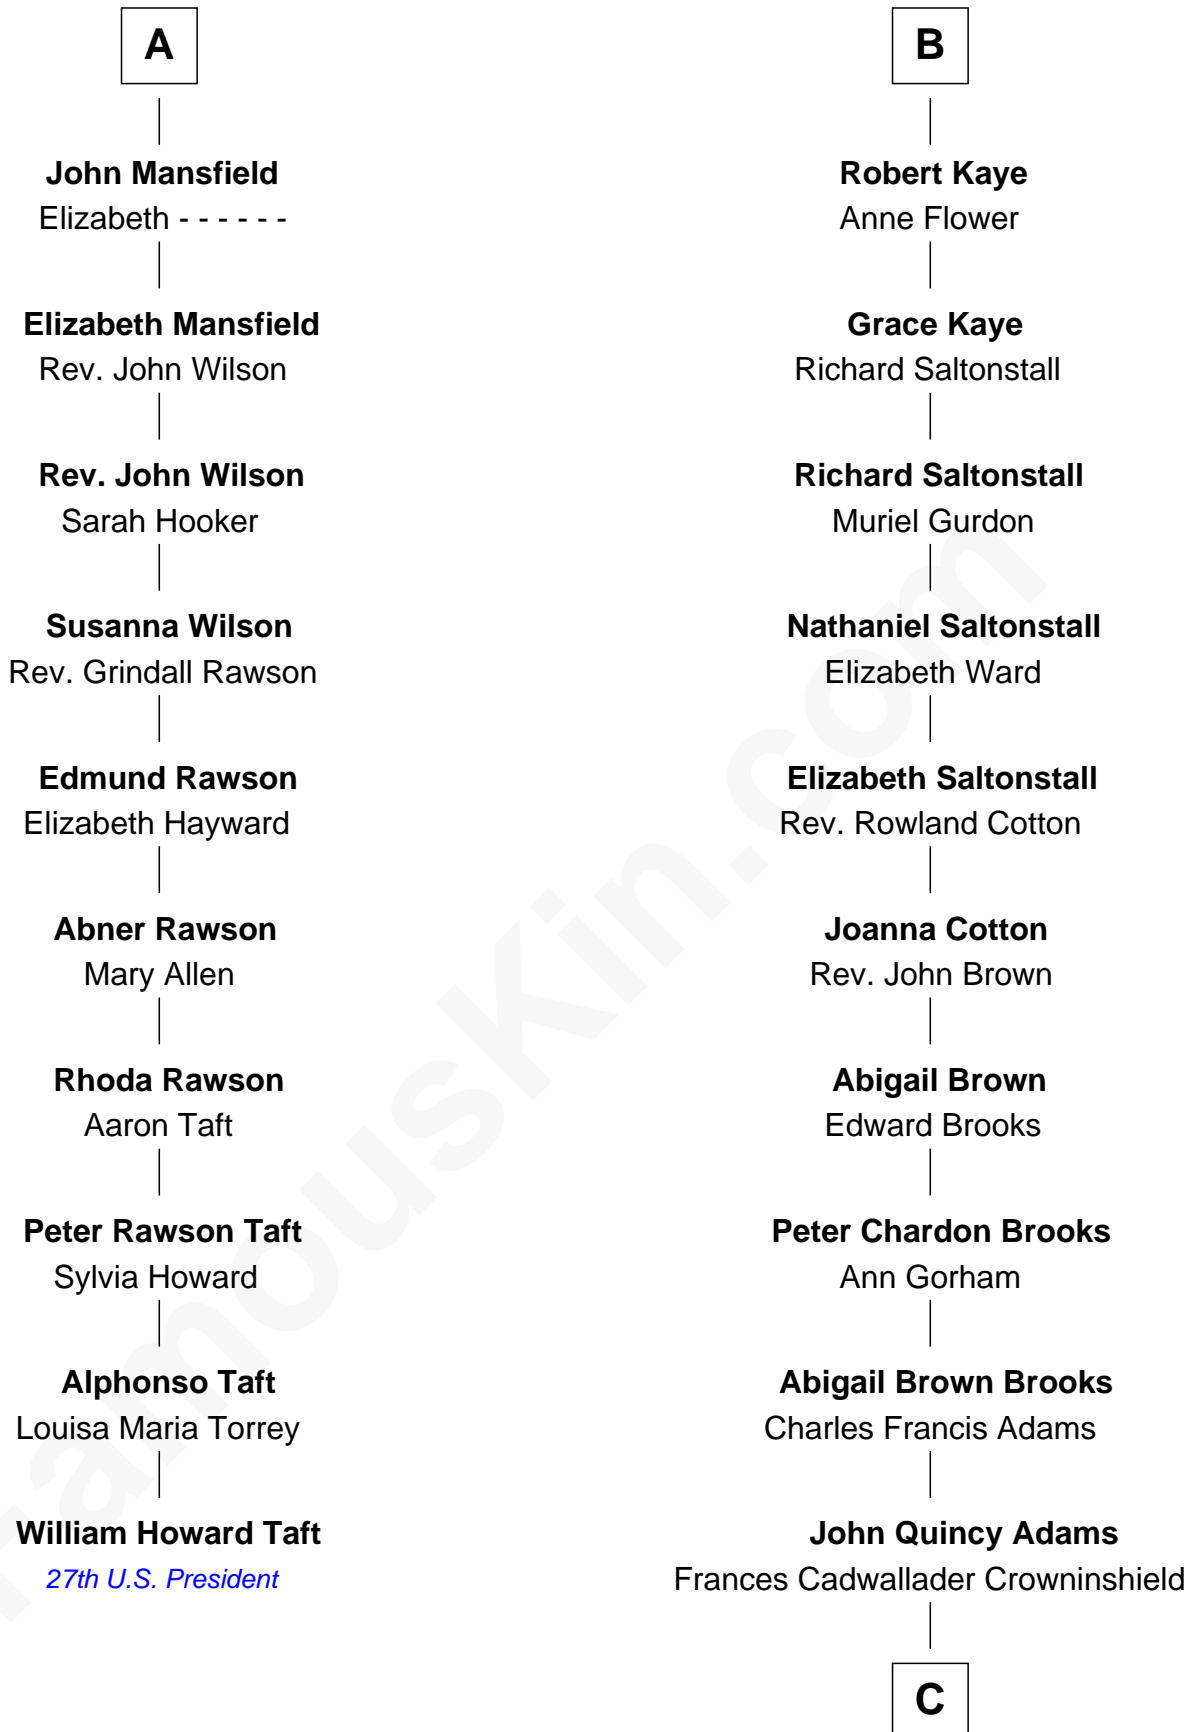 A
John Mansfield
Elizabeth - - - - - -
Elizabeth Mansfield
Rev. John Wilson
Rev. John Wilson
Sarah Hooker
Susanna Wilson
Rev. Grindall Rawson
Edmund Rawson
Elizabeth Hayward
Abner Rawson
Mary Allen
Rhoda Rawson
Aaron Taft
Peter Rawson Taft
Sylvia Howard
Alphonso Taft
Louisa Maria Torrey
William Howard Taft
27th U.S. President
B
Robert Kaye
Anne Flower
Grace Kaye
Richard Saltonstall
Richard Saltonstall
Muriel Gurdon
Nathaniel Saltonstall
Elizabeth Ward
Elizabeth Saltonstall
Rev. Rowland Cotton
Joanna Cotton
Rev. John Brown
Abigail Brown
Edward Brooks
Peter Chardon Brooks
Ann Gorham
Abigail Brown Brooks
Charles Francis Adams
John Quincy Adams
Frances Cadwallader Crowninshield
C
FamousKin.com